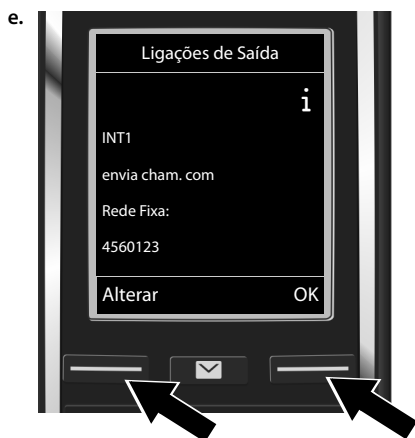 e.
Ligações de Saída
i
INT1
envia cham. com
Rede Fixa:
4560123
Alterar OK